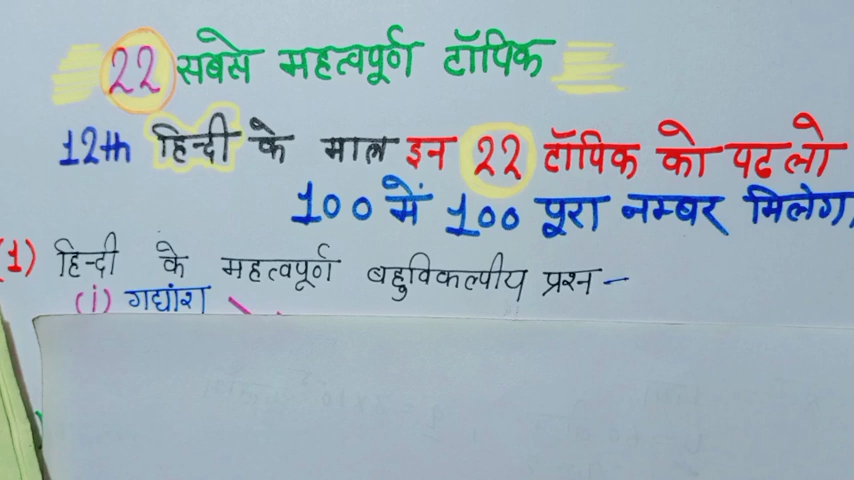 22 सबसे महत्वपूर्ण टॉपिक
12th हिन्दी के मात्र इन 22 टॉपिक को पढ लो
100 में 100 पूरा नम्बर मिलेगा
(1) हिन्दी के महत्वपूर्ण बहुविकल्पीय प्रश्न -
(i) गद्यांश